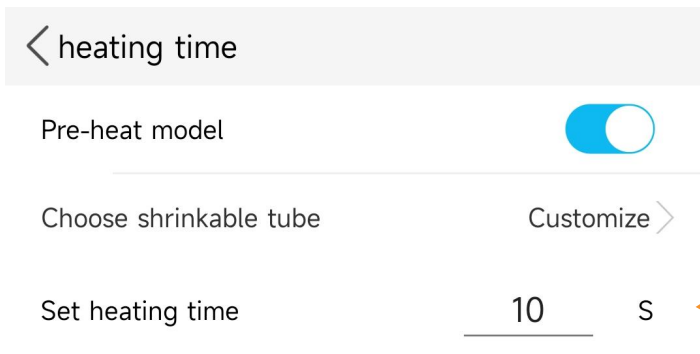 heating time
Pre-heat model
Choose shrinkable tube Customize
Set heating time 10 S